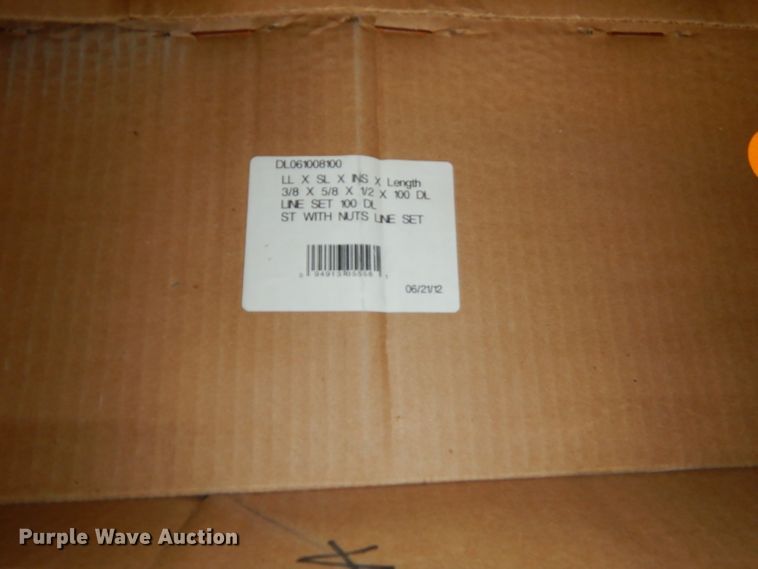 DL061008100
LL X SL X INS X Length
3/8 X 5/8 X 1/2 X 100 DL
LINE SET 100 DL
ST WITH NUTS LINE SET
06/21/12
Purple Wave Auction